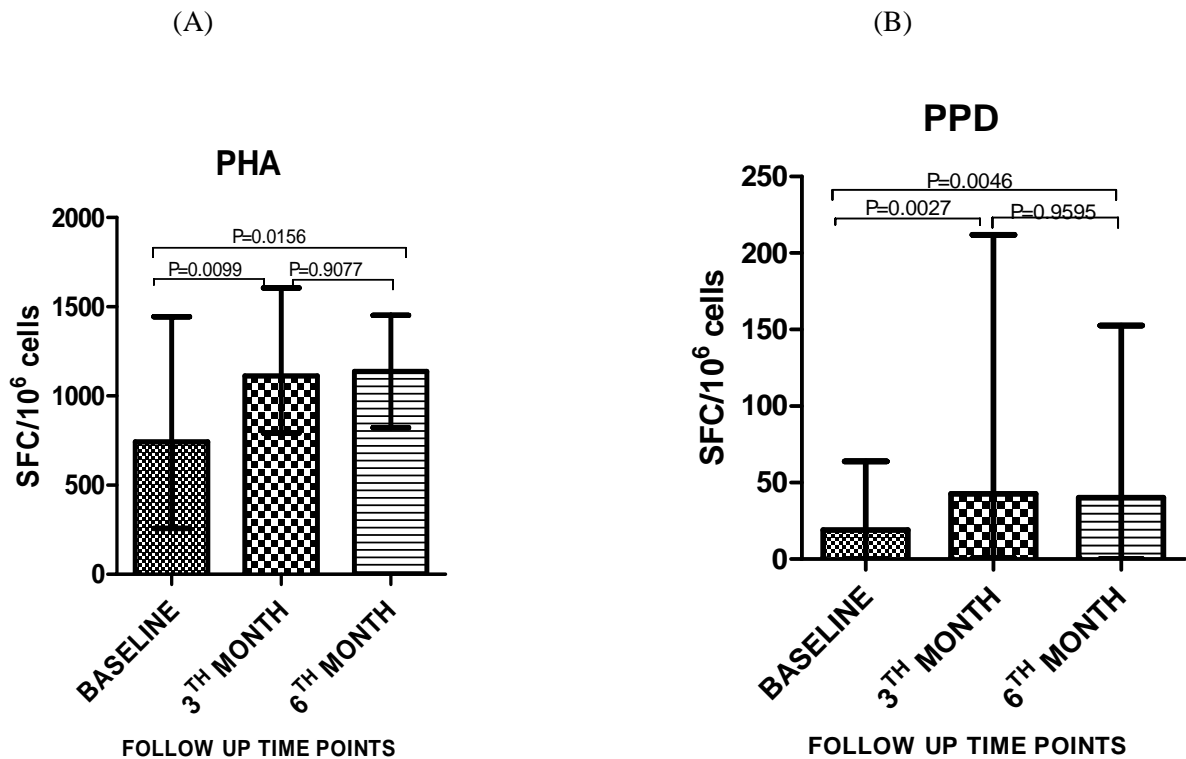 (A)
(B)
PHA
2000
1500
1000
500
0
SFC/10⁶ cells
P=0.0156
P=0.0099
P=0.9077
BASELINE
3TH MONTH
6TH MONTH
FOLLOW UP TIME POINTS
PPD
250
200
150
100
50
0
SFC/10⁶ cells
P=0.0046
P=0.0027
P=0.9595
BASELINE
3TH MONTH
6TH MONTH
FOLLOW UP TIME POINTS